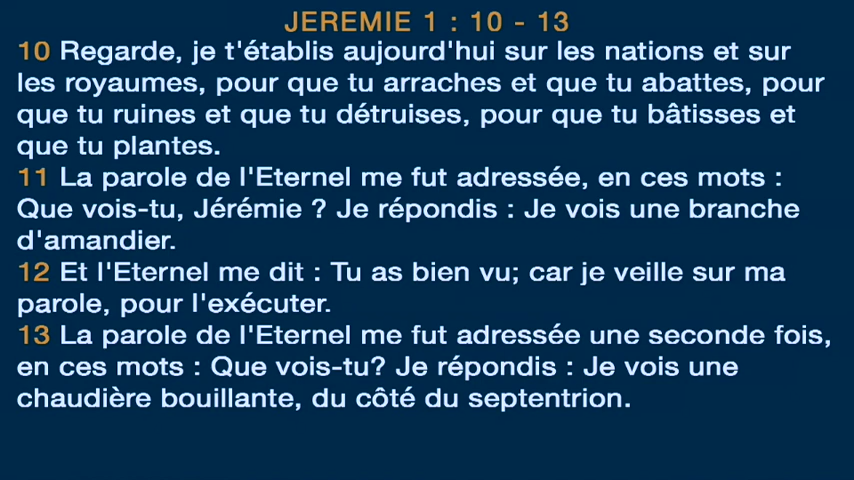 JEREMIE 1 : 10 - 13
10 Regarde, je t'établis aujourd'hui sur les nations et sur
les royaumes, pour que tu arraches et que tu abattes, pour
que tu ruines et que tu détruises, pour que tu bâtisses et
que tu plantes.
11 La parole de l'Eternel me fut adressée, en ces mots :
Que vois-tu, Jérémie ? Je répondis : Je vois une branche
d'amandier.
12 Et l'Eternel me dit : Tu as bien vu; car je veille sur ma
parole, pour l'exécuter.
13 La parole de l'Eternel me fut adressée une seconde fois,
en ces mots : Que vois-tu? Je répondis : Je vois une
chaudière bouillante, du côté du septentrion.